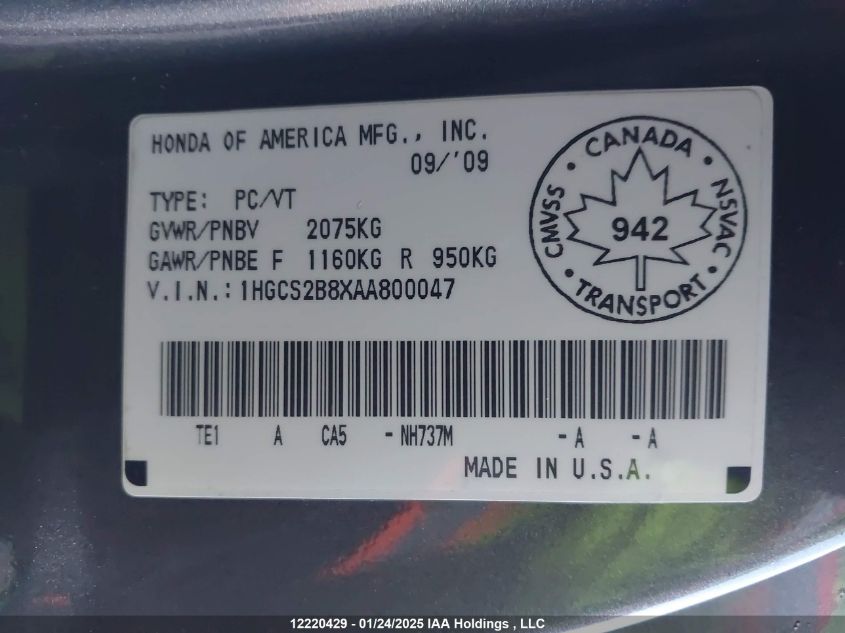 HONDA OF AMERICA MFG., INC.
09/'09
TYPE: PC/VT
GVWR/PNBV 2075KG
GAWR/PNBE F 1160KG R 950KG
V.I.N.: 1HGCS2B8XAA800047
• CANADA •
CMVSS 942 NSVAC
• TRANSPORT •
TE1 A CA5 - NH737M - A - A
MADE IN U.S.A.
12220429 - 01/24/2025 IAA Holdings , LLC